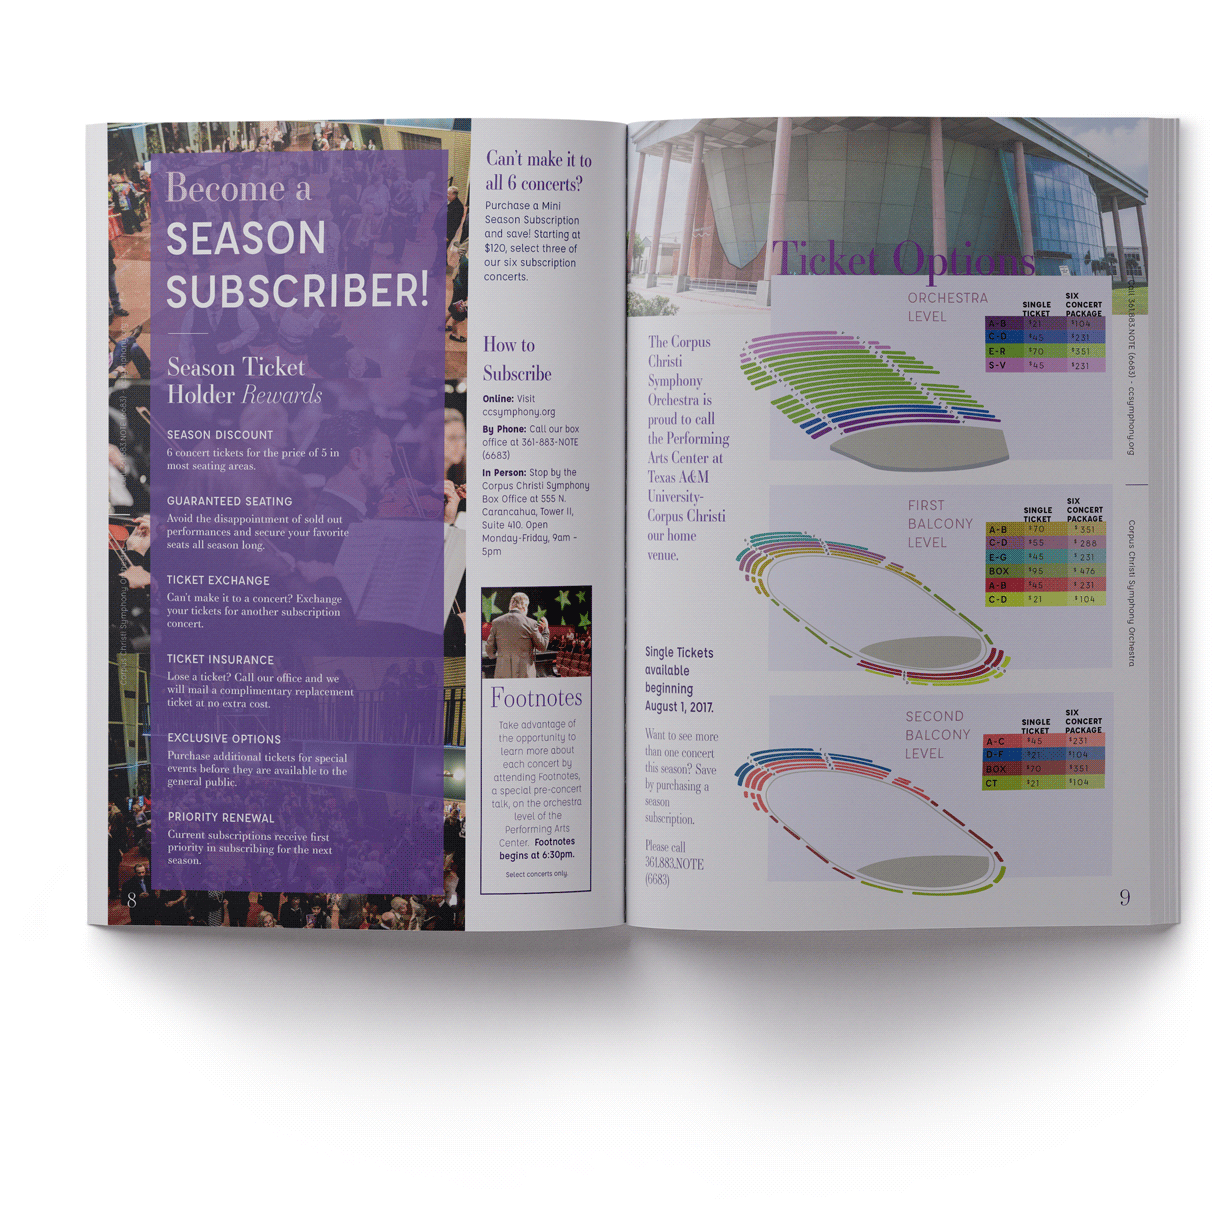 Become a
SEASON
SUBSCRIBER!
Season Ticket
Holder Rewards
SEASON DISCOUNT
6 concert tickets for the price of 5 in
most seating areas.
GUARANTEED SEATING
Avoid the disappointment of sold out
performances and secure your favorite
seats all season long.
TICKET EXCHANGE
Can't make it to a concert? Exchange
your tickets for another subscription
concert.
TICKET INSURANCE
Lose a ticket? Call our office and we
will mail a complimentary replacement
ticket at no extra cost.
EXCLUSIVE OPTIONS
Purchase additional tickets for special
events before they are available to the
general public.
PRIORITY RENEWAL
Current subscriptions receive first
priority in subscribing for the next
season.
8
Can't make it to
all 6 concerts?
Purchase a Mini
Season Subscription
and save! Starting at
$120, select three of
our six subscription
concerts.
How to
Subscribe
Online: Visit
ccsymphony.org
By Phone: Call our box
office at 361-883-NOTE
(6683)
In Person: Stop by the
Corpus Christi Symphony
Box Office at 555 N.
Carancahua, Tower II,
Suite 410. Open
Monday-Friday, 9am -
5pm
Footnotes
Take advantage of
the opportunity to
learn more about
each concert by
attending Footnotes,
a special pre-concert
talk, on the orchestra
level of the
Performing Arts
Center. Footnotes
begins at 6:30pm.
Select concerts only.
Ticket Options
The Corpus
Christi
Symphony
Orchestra is
proud to call
the Performing
Arts Center at
Texas A&M
University-
Corpus Christi
our home
venue.
Single Tickets
available
beginning
August 1, 2017.
Want to see more
than one concert
this season? Save
by purchasing a
season
subscription.
Please call
361.883.NOTE
(6683)
ORCHESTRA
LEVEL
SINGLE TICKET SIX CONCERT PACKAGE
A-B $21 $104
C-D $45 $231
E-R $70 $351
S-V $45 $231
FIRST
BALCONY
LEVEL
SINGLE TICKET SIX CONCERT PACKAGE
A-B $70 $351
C-D $55 $288
E-G $45 $231
BOX $95 $476
A-B $45 $231
C-D $21 $104
SECOND
BALCONY
LEVEL
SINGLE TICKET SIX CONCERT PACKAGE
A-C $45 $231
D-F $21 $104
BOX $70 $351
CT $21 $104
Call 361.883.NOTE (6683) - ccsymphony.org
Corpus Christi Symphony Orchestra
9